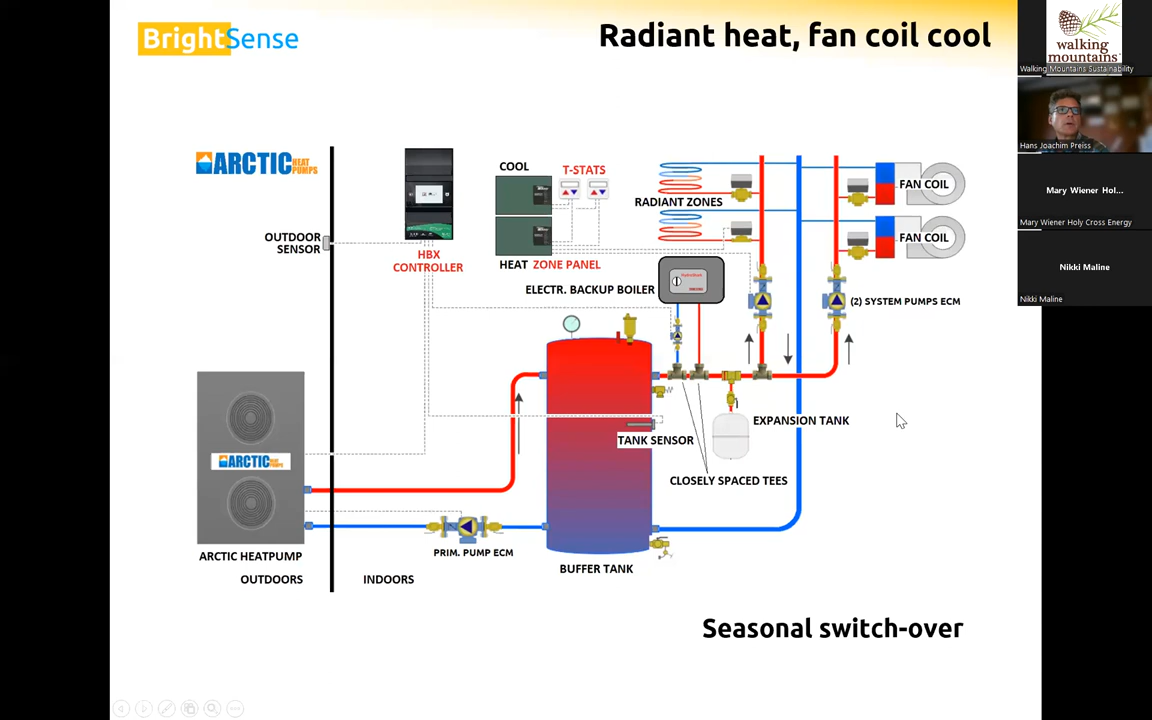 BrightSense
Radiant heat, fan coil cool
walking
mountains
Walking Mountains Sustainability
Hans Joachim Preiss
Mary Wiener Hol...
Mary Wiener Holy Cross Energy
Nikki Maline
Nikki Maline
ARCTIC HEAT PUMPS
COOL
T-STATS
RADIANT ZONES
FAN COIL
FAN COIL
OUTDOOR
SENSOR
HBX
CONTROLLER
HEAT ZONE PANEL
ELECTR. BACKUP BOILER
(2) SYSTEM PUMPS ECM
EXPANSION TANK
TANK SENSOR
CLOSELY SPACED TEES
ARCTIC HEAT PUMPS
ARCTIC HEATPUMP
PRIM. PUMP ECM
BUFFER TANK
OUTDOORS
INDOORS
Seasonal switch-over